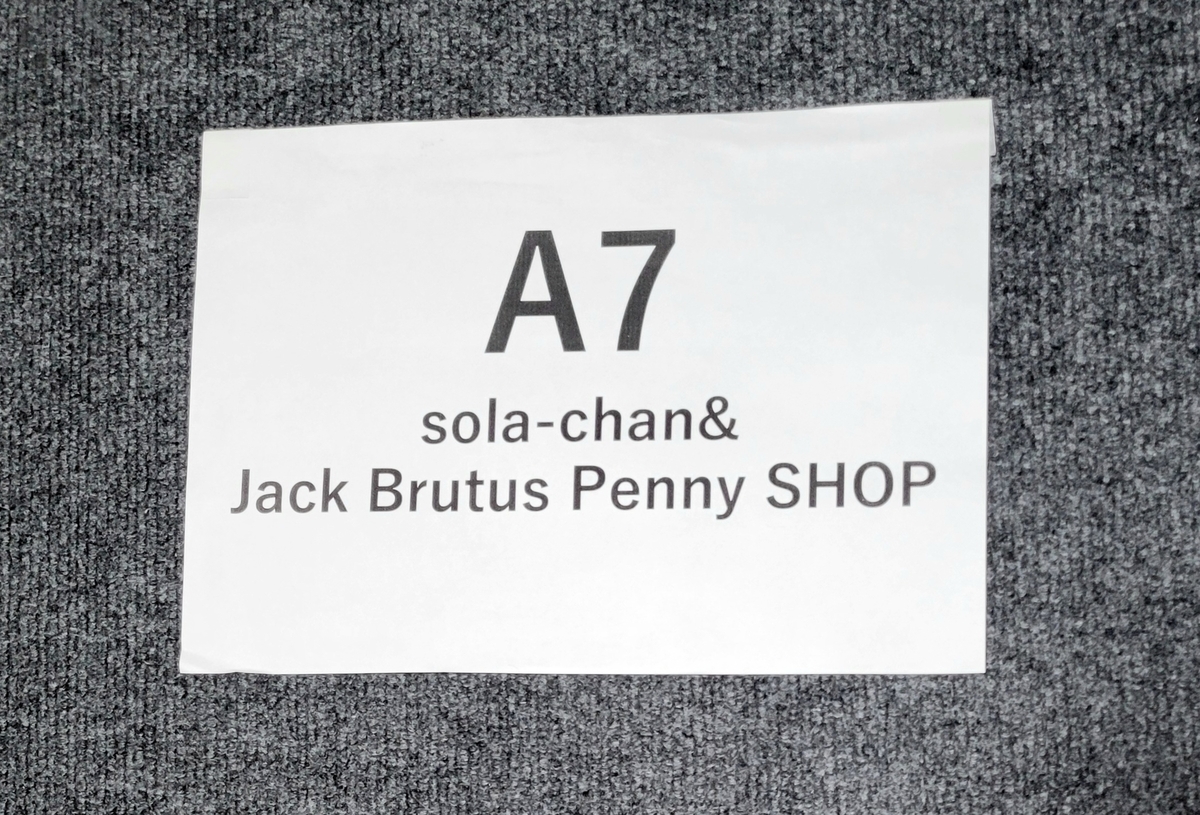 A7
sola-chan&
Jack Brutus Penny SHOP